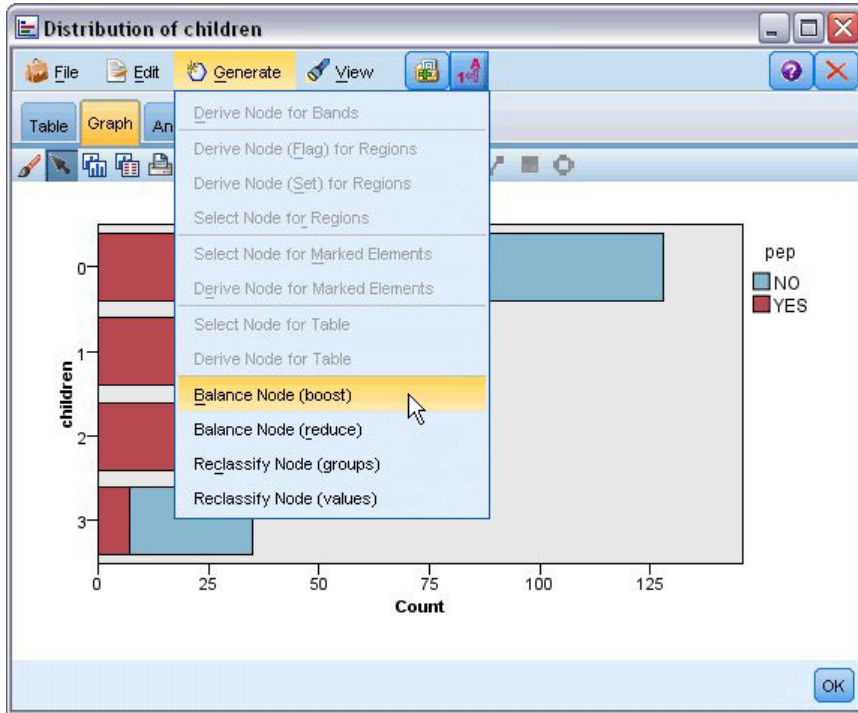 Distribution of children
File Edit Generate View
Table Graph An
Derive Node for Bands
Derive Node (Flag) for Regions
Derive Node (Set) for Regions
Select Node for Regions
Select Node for Marked Elements
Derive Node for Marked Elements
Select Node for Table
Derive Node for Table
Balance Node (boost)
Balance Node (reduce)
Reclassify Node (groups)
Reclassify Node (values)
children
0
1
2
3
0 25 50 75 100 125
Count
pep
NO
YES
OK